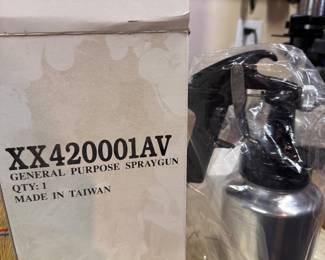 XX420001AV
GENERAL PURPOSE SPRAYGUN
QTY: 1
MADE IN TAIWAN